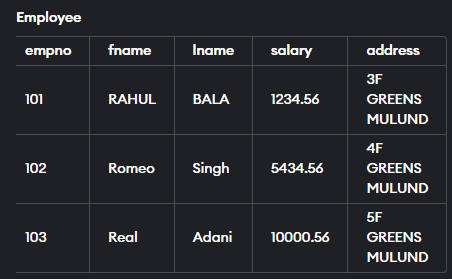 Employee
empno fname lname salary address
101 RAHUL BALA 1234.56 3F
GREENS
MULUND
102 Romeo Singh 5434.56 4F
GREENS
MULUND
103 Real Adani 10000.56 5F
GREENS
MULUND